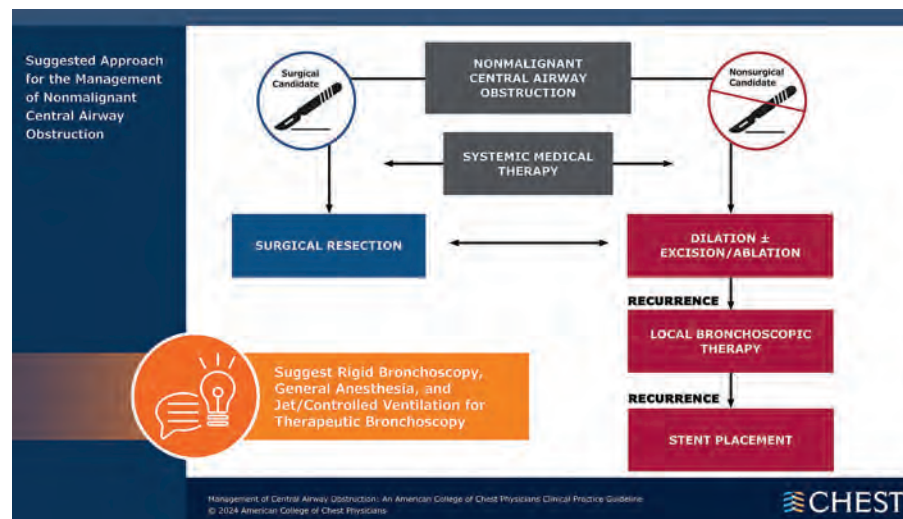 Suggested Approach
for the Management
of Nonmalignant
Central Airway
Obstruction
Surgical
Candidate
NONMALIGNANT
CENTRAL AIRWAY
OBSTRUCTION
Nonsurgical
Candidate
SYSTEMIC MEDICAL
THERAPY
SURGICAL RESECTION
DILATION ±
EXCISION/ABLATION
RECURRENCE
LOCAL BRONCHOSCOPIC
THERAPY
RECURRENCE
STENT PLACEMENT
Suggest Rigid Bronchoscopy,
General Anesthesia, and
Jet/Controlled Ventilation for
Therapeutic Bronchoscopy
Management of Central Airway Obstruction: An American College of Chest Physicians Clinical Practice Guideline
© 2024 American College of Chest Physicians
CHEST